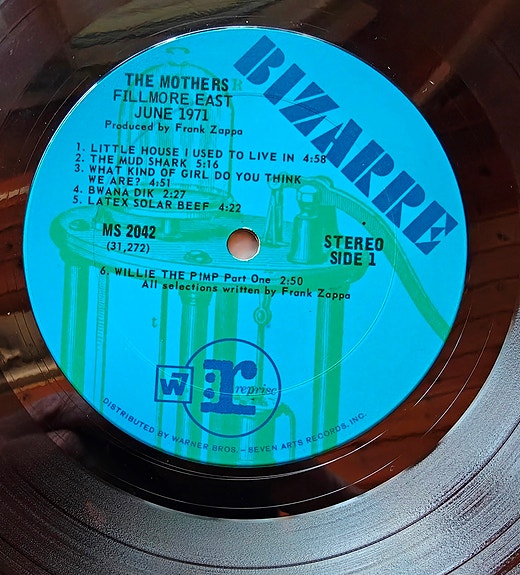 BIZARRE
THE MOTHERS
FILLMORE EAST
JUNE 1971
Produced by Frank Zappa
1. LITTLE HOUSE I USED TO LIVE IN 4:58
2. THE MUD SHARK 5:16
3. WHAT KIND OF GIRL DO YOU THINK
WE ARE? 4:51
4. BWANA DIK 2:27
5. LATEX SOLAR BEEF 4:22
MS 2042
(31,272)
STEREO
SIDE 1
6. WILLIE THE PIMP Part One 2:50
All selections written by Frank Zappa
W7
r: reprise
DISTRIBUTED BY WARNER BROS. – SEVEN ARTS RECORDS, INC.